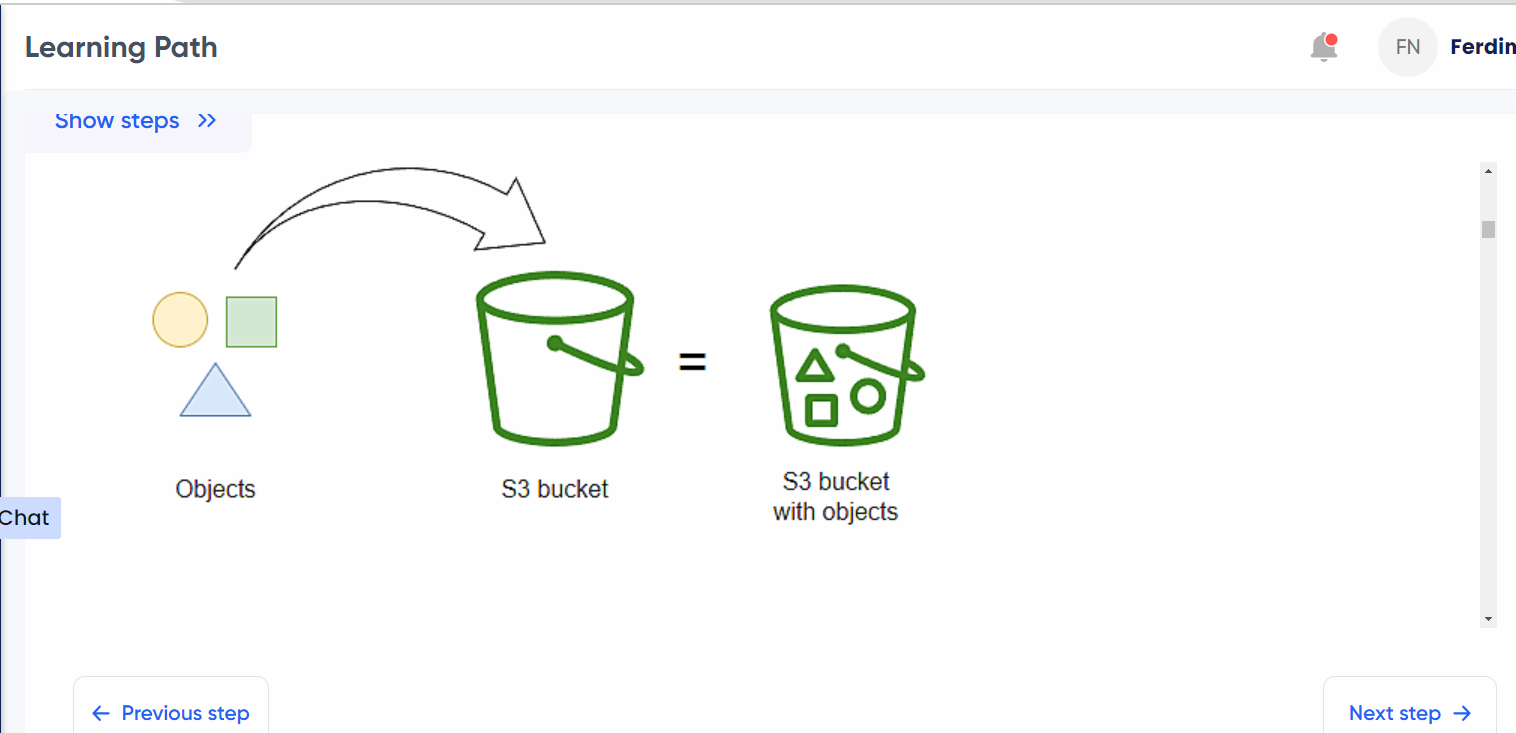 Learning Path
FN
Ferdin
Show steps
=
Objects
S3 bucket
S3 bucket
with objects
Chat
Previous step
Next step